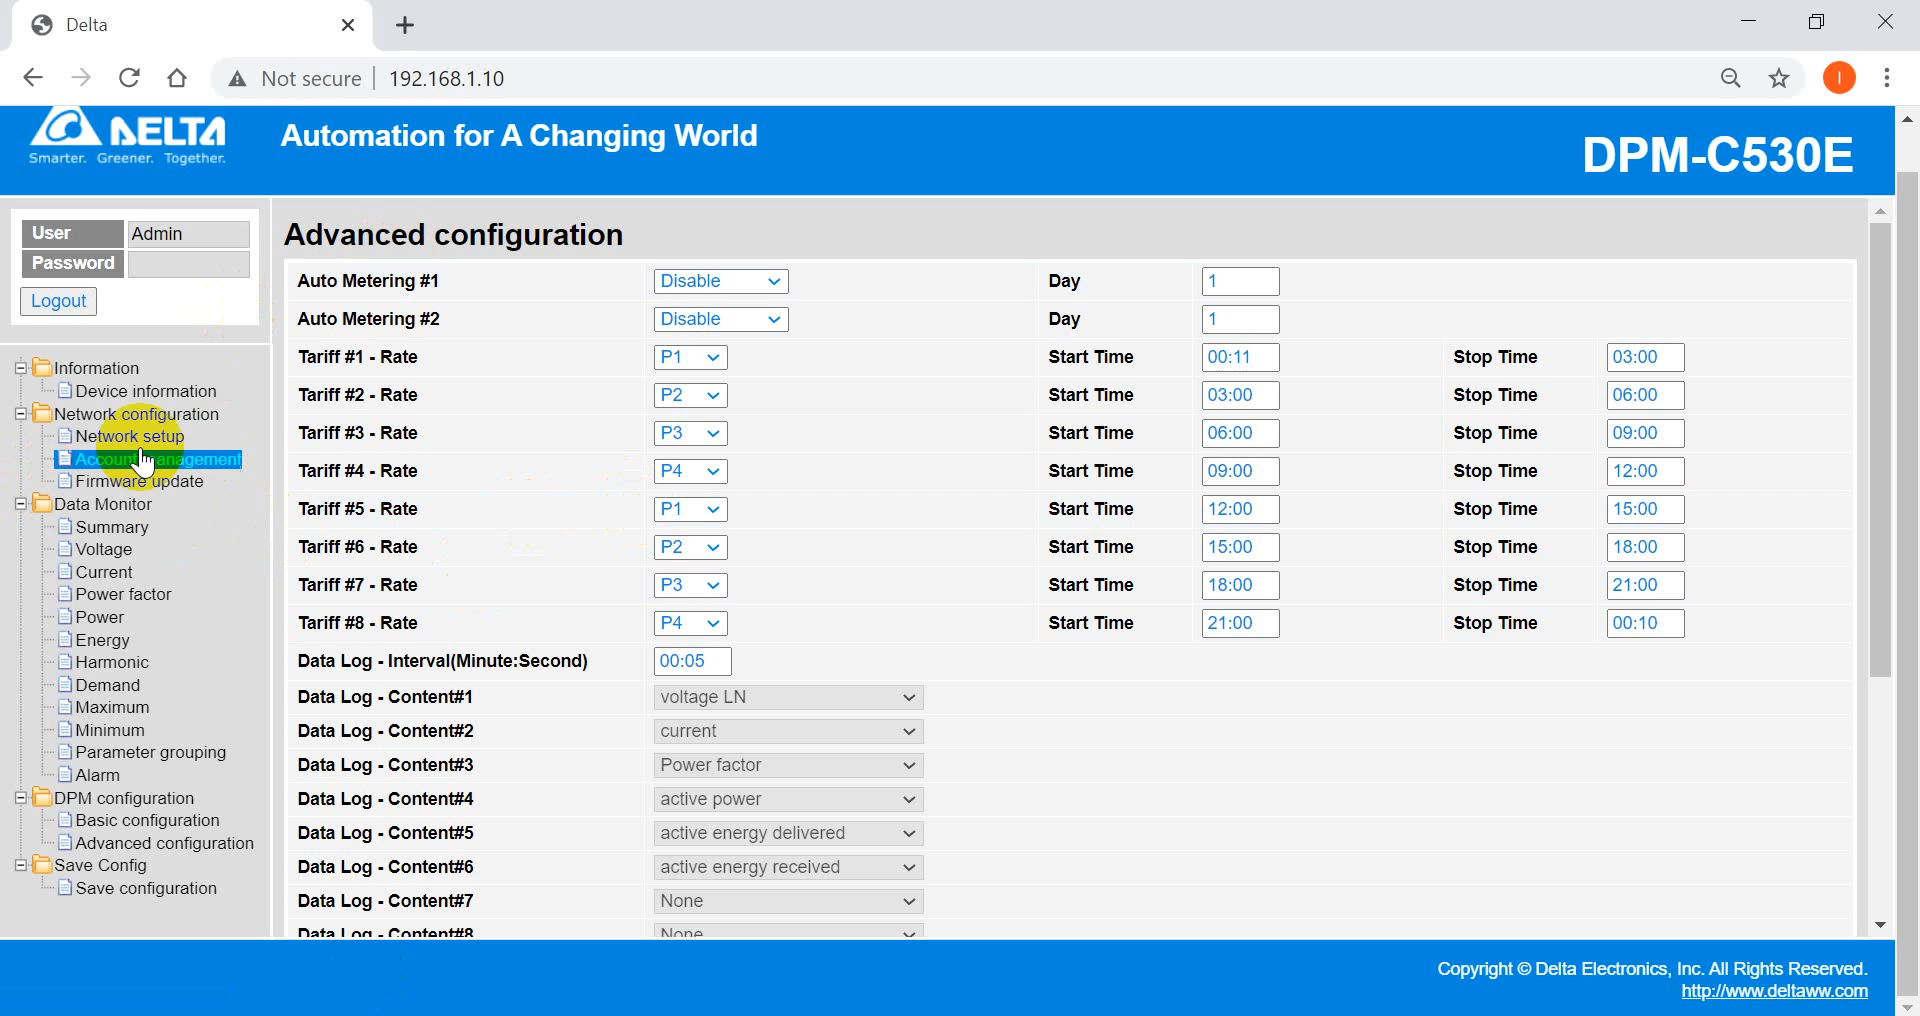 Delta
Not secure 192.168.1.10
I
DELTA
Smarter. Greener. Together.
Automation for A Changing World
DPM-C530E
User Admin
Password
Logout
Information
Device information
Network configuration
Network setup
Account management
Firmware update
Data Monitor
Summary
Voltage
Current
Power factor
Power
Energy
Harmonic
Demand
Maximum
Minimum
Parameter grouping
Alarm
DPM configuration
Basic configuration
Advanced configuration
Save Config
Save configuration
Advanced configuration
Auto Metering #1 Disable Day 1
Auto Metering #2 Disable Day 1
Tariff #1 - Rate P1 Start Time 00:11 Stop Time 03:00
Tariff #2 - Rate P2 Start Time 03:00 Stop Time 06:00
Tariff #3 - Rate P3 Start Time 06:00 Stop Time 09:00
Tariff #4 - Rate P4 Start Time 09:00 Stop Time 12:00
Tariff #5 - Rate P1 Start Time 12:00 Stop Time 15:00
Tariff #6 - Rate P2 Start Time 15:00 Stop Time 18:00
Tariff #7 - Rate P3 Start Time 18:00 Stop Time 21:00
Tariff #8 - Rate P4 Start Time 21:00 Stop Time 00:10
Data Log - Interval(Minute:Second) 00:05
Data Log - Content#1 voltage LN
Data Log - Content#2 current
Data Log - Content#3 Power factor
Data Log - Content#4 active power
Data Log - Content#5 active energy delivered
Data Log - Content#6 active energy received
Data Log - Content#7 None
Data Log - Content#8 None
Copyright © Delta Electronics, Inc. All Rights Reserved.
http://www.deltaww.com